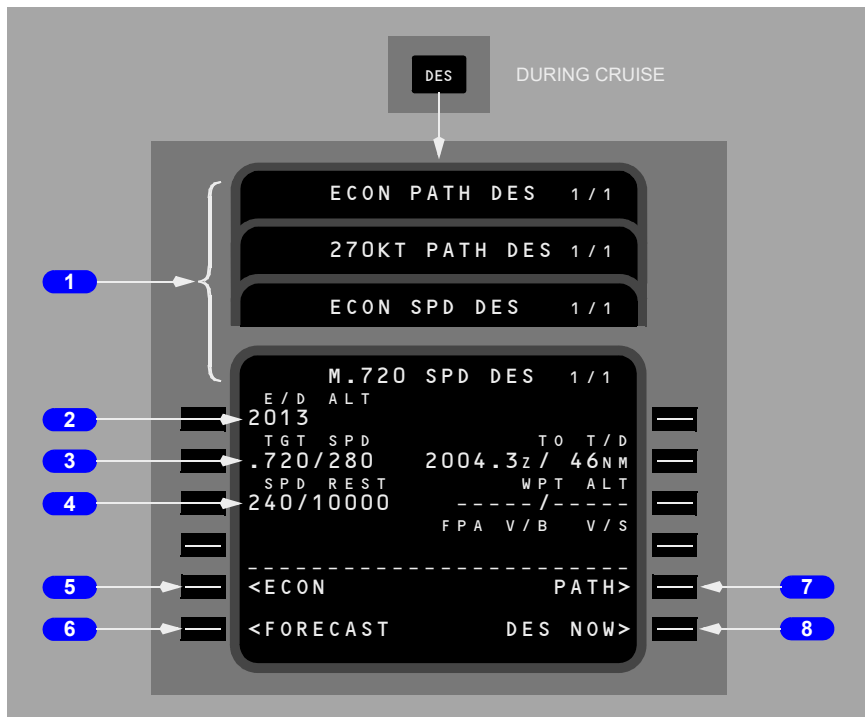 DES
DURING CRUISE
ECON PATH DES 1/1
270KT PATH DES 1/1
1
ECON SPD DES 1/1
M.720 SPD DES 1/1
E/D ALT
2 2013
TGT SPD TO T/D
3 .720/280 2004.3z/ 46NM
SPD REST WPT ALT
4 240/10000 -----/-----
FPA V/B V/S
------------------------
5 <ECON PATH> 7
6 <FORECAST DES NOW> 8